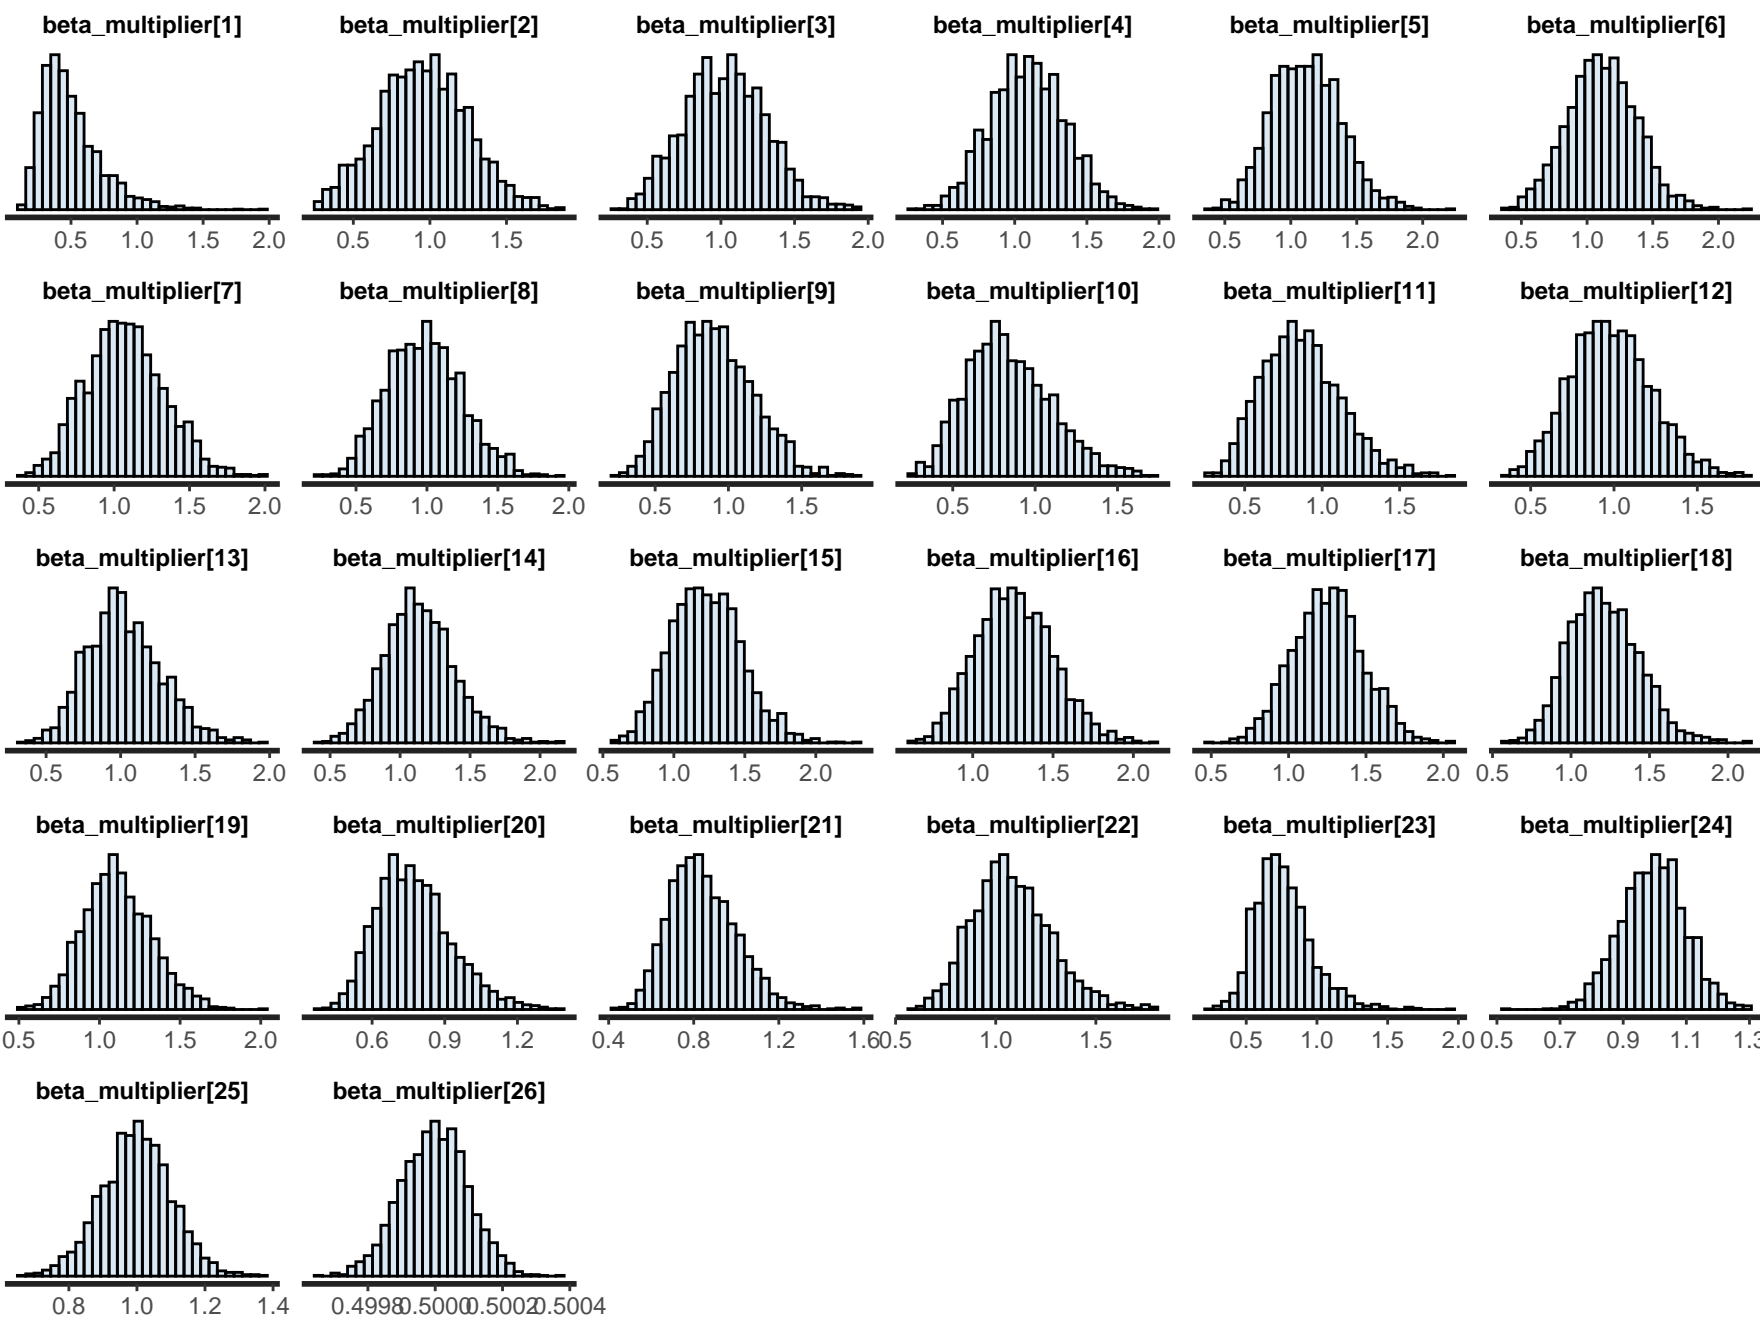 beta_multiplier[1] beta_multiplier[2] beta_multiplier[3] beta_multiplier[4] beta_multiplier[5] beta_multiplier[6]
0.5 1.0 1.5 2.0 0.5 1.0 1.5 0.5 1.0 1.5 2.0 0.5 1.0 1.5 2.0 0.5 1.0 1.5 2.0 0.5 1.0 1.5 2.0
beta_multiplier[7] beta_multiplier[8] beta_multiplier[9] beta_multiplier[10] beta_multiplier[11] beta_multiplier[12]
0.5 1.0 1.5 2.0 0.5 1.0 1.5 2.0 0.5 1.0 1.5 0.5 1.0 1.5 0.5 1.0 1.5 0.5 1.0 1.5
beta_multiplier[13] beta_multiplier[14] beta_multiplier[15] beta_multiplier[16] beta_multiplier[17] beta_multiplier[18]
0.5 1.0 1.5 2.0 0.5 1.0 1.5 2.0 0.5 1.0 1.5 2.0 1.0 1.5 2.0 0.5 1.0 1.5 2.0 0.5 1.0 1.5 2.0
beta_multiplier[19] beta_multiplier[20] beta_multiplier[21] beta_multiplier[22] beta_multiplier[23] beta_multiplier[24]
0.5 1.0 1.5 2.0 0.6 0.9 1.2 0.4 0.8 1.2 1.6 0.5 1.0 1.5 0.5 1.0 1.5 2.0 0.5 0.7 0.9 1.1 1.3
beta_multiplier[25] beta_multiplier[26]
0.8 1.0 1.2 1.4 0.4998 0.5000 0.5002 0.5004